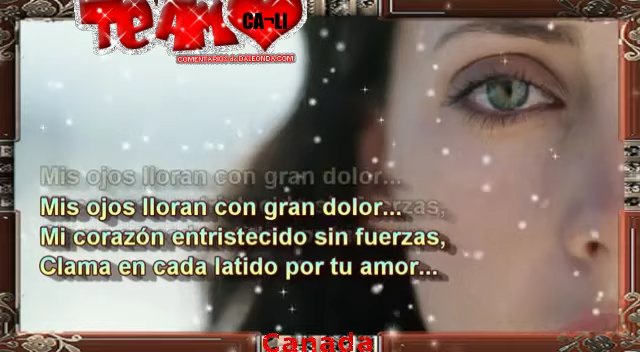 Te Amo
CA¬LI
COMENTARIOS de DALEONDA.COM
Mis ojos lloran con gran dolor...
Mis ojos lloran con gran dolor...rzas,
Mi corazón entristecido sin fuerzas,
Clama en cada latido por tu amor...
Canada